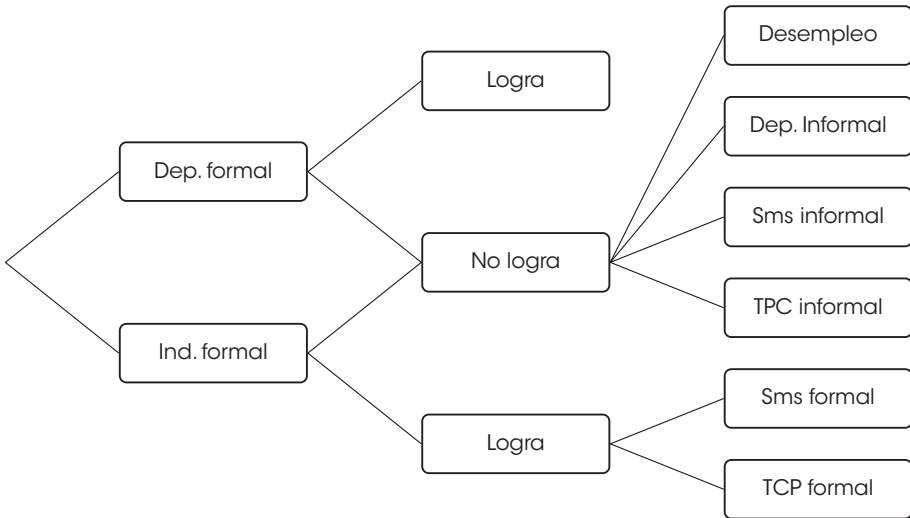 Dep. formal
Ind. formal
Logra
No logra
Logra
Desempleo
Dep. Informal
Sms informal
TPC informal
Sms formal
TCP formal